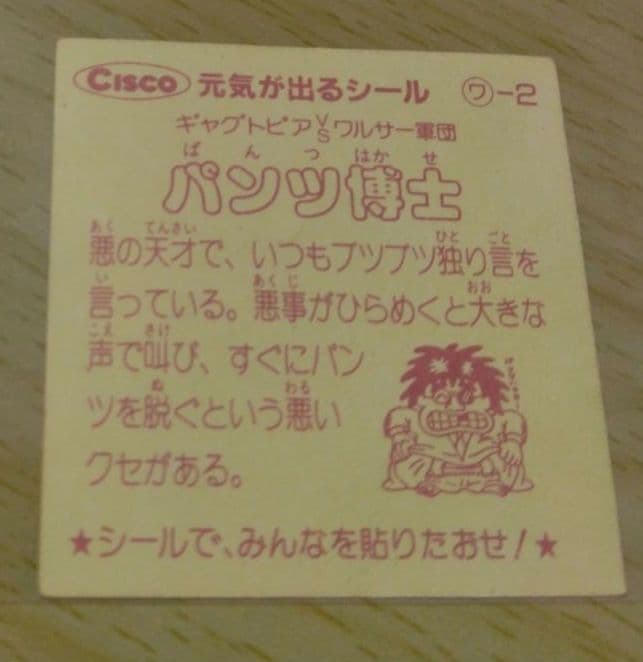 CISCO 元気が出るシール ㋻-2
ギャグトピアVSワルサー軍団
ぱんつはかせ
パンツ博士
あく てんさい ひと ごと
悪の天才で、いつもブツブツ独り言を
い あくじ おお
言っている。悪事がひらめくと大きな
こえ さけ
声で叫び、すぐにパン
ぬ わる
ツを脱ぐという悪い
クセがある。
★シールで、みんなを貼りたおせ!★